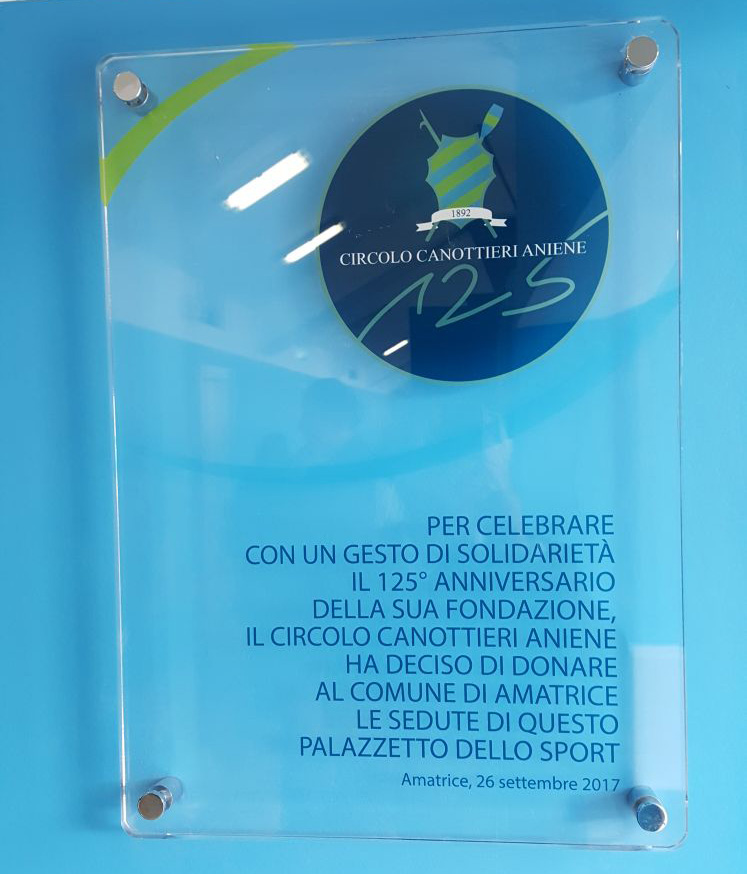 1892
CIRCOLO CANOTTIERI ANIENE
125
PER CELEBRARE
CON UN GESTO DI SOLIDARIETÀ
IL 125° ANNIVERSARIO
DELLA SUA FONDAZIONE,
IL CIRCOLO CANOTTIERI ANIENE
HA DECISO DI DONARE
AL COMUNE DI AMATRICE
LE SEDUTE DI QUESTO
PALAZZETTO DELLO SPORT
Amatrice, 26 settembre 2017